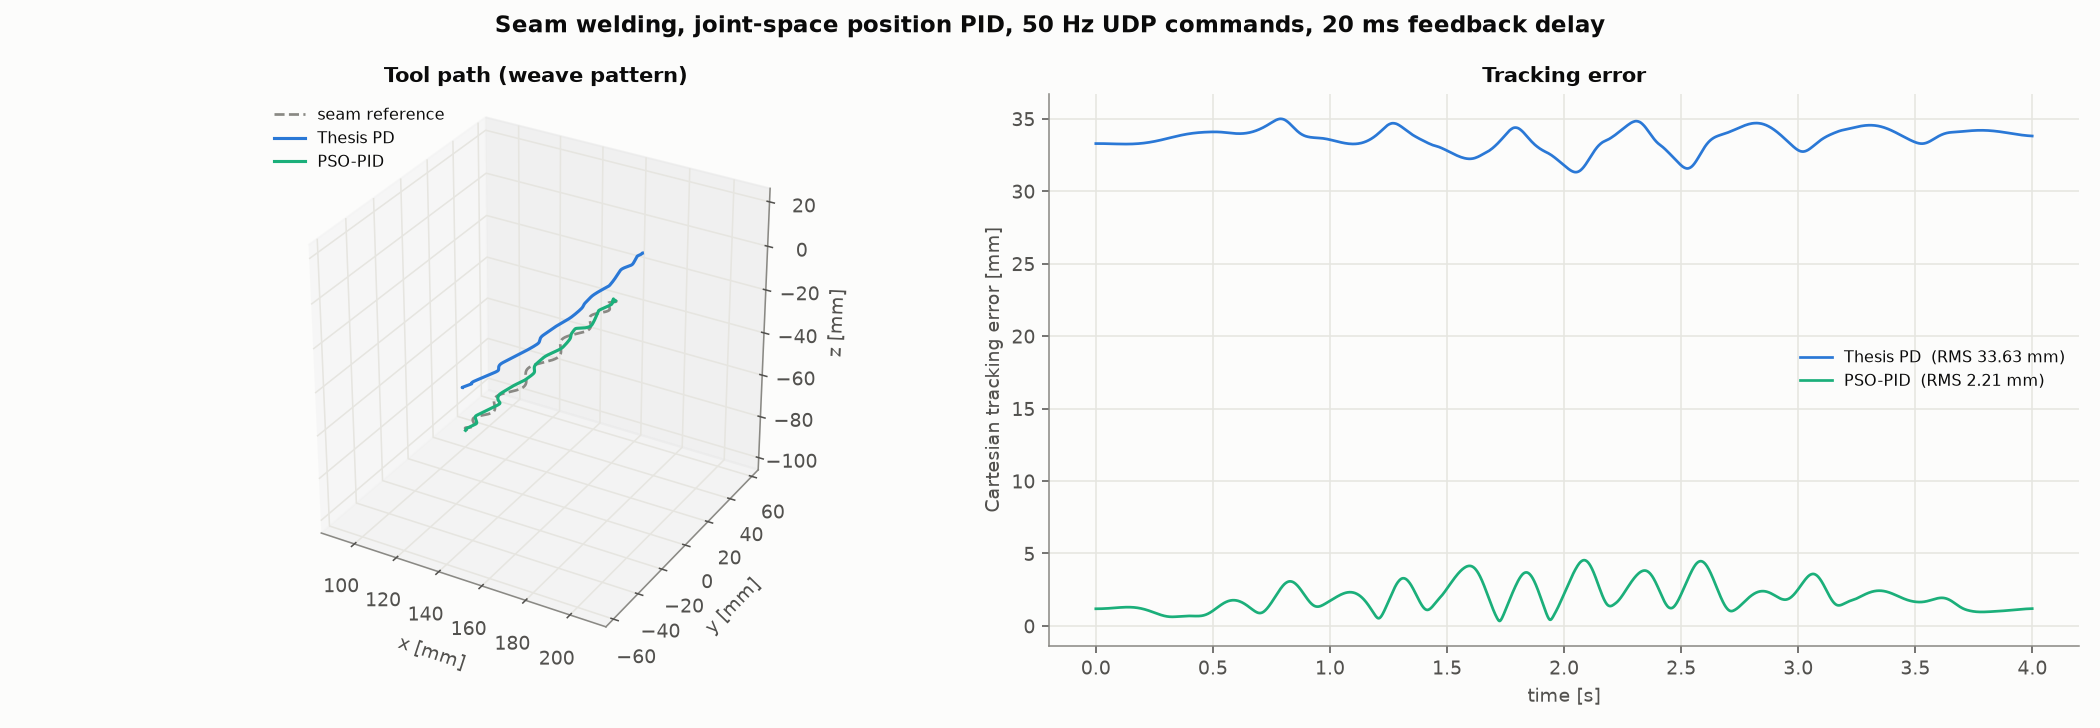 Seam welding, joint-space position PID, 50 Hz UDP commands, 20 ms feedback delay
Tool path (weave pattern)
seam reference
Thesis PD
PSO-PID
20
0
−20
−40
−60
−80
−100
z [mm]
60
40
20
0
−20
−40
−60
y [mm]
100
120
140
160
180
200
x [mm]
Tracking error
Cartesian tracking error [mm]
35
30
25
20
15
10
5
0
Thesis PD (RMS 33.63 mm)
PSO-PID (RMS 2.21 mm)
0.0 0.5 1.0 1.5 2.0 2.5 3.0 3.5 4.0
time [s]